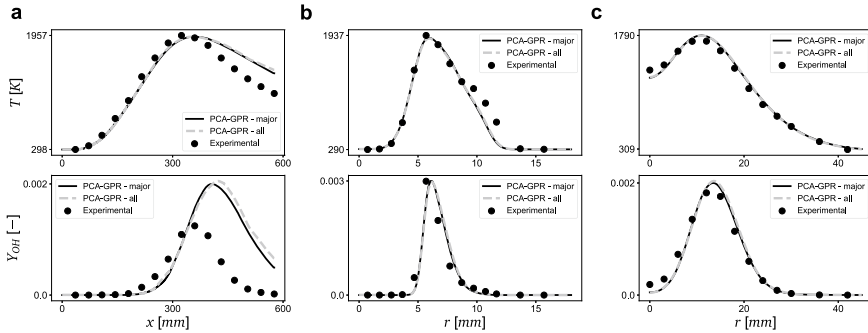 a
b
c
1957
298
T [K]
0
300
600
PCA-GPR - major
PCA-GPR - all
Experimental
1937
290
0
5
10
15
PCA-GPR - major
PCA-GPR - all
Experimental
1790
309
0
20
40
PCA-GPR - major
PCA-GPR - all
Experimental
0.002
0.0
Y_OH [−]
0
300
600
x [mm]
PCA-GPR - major
PCA-GPR - all
Experimental
0.003
0.0
0
5
10
15
r [mm]
PCA-GPR - major
PCA-GPR - all
Experimental
0.002
0.0
0
20
40
r [mm]
PCA-GPR - major
PCA-GPR - all
Experimental